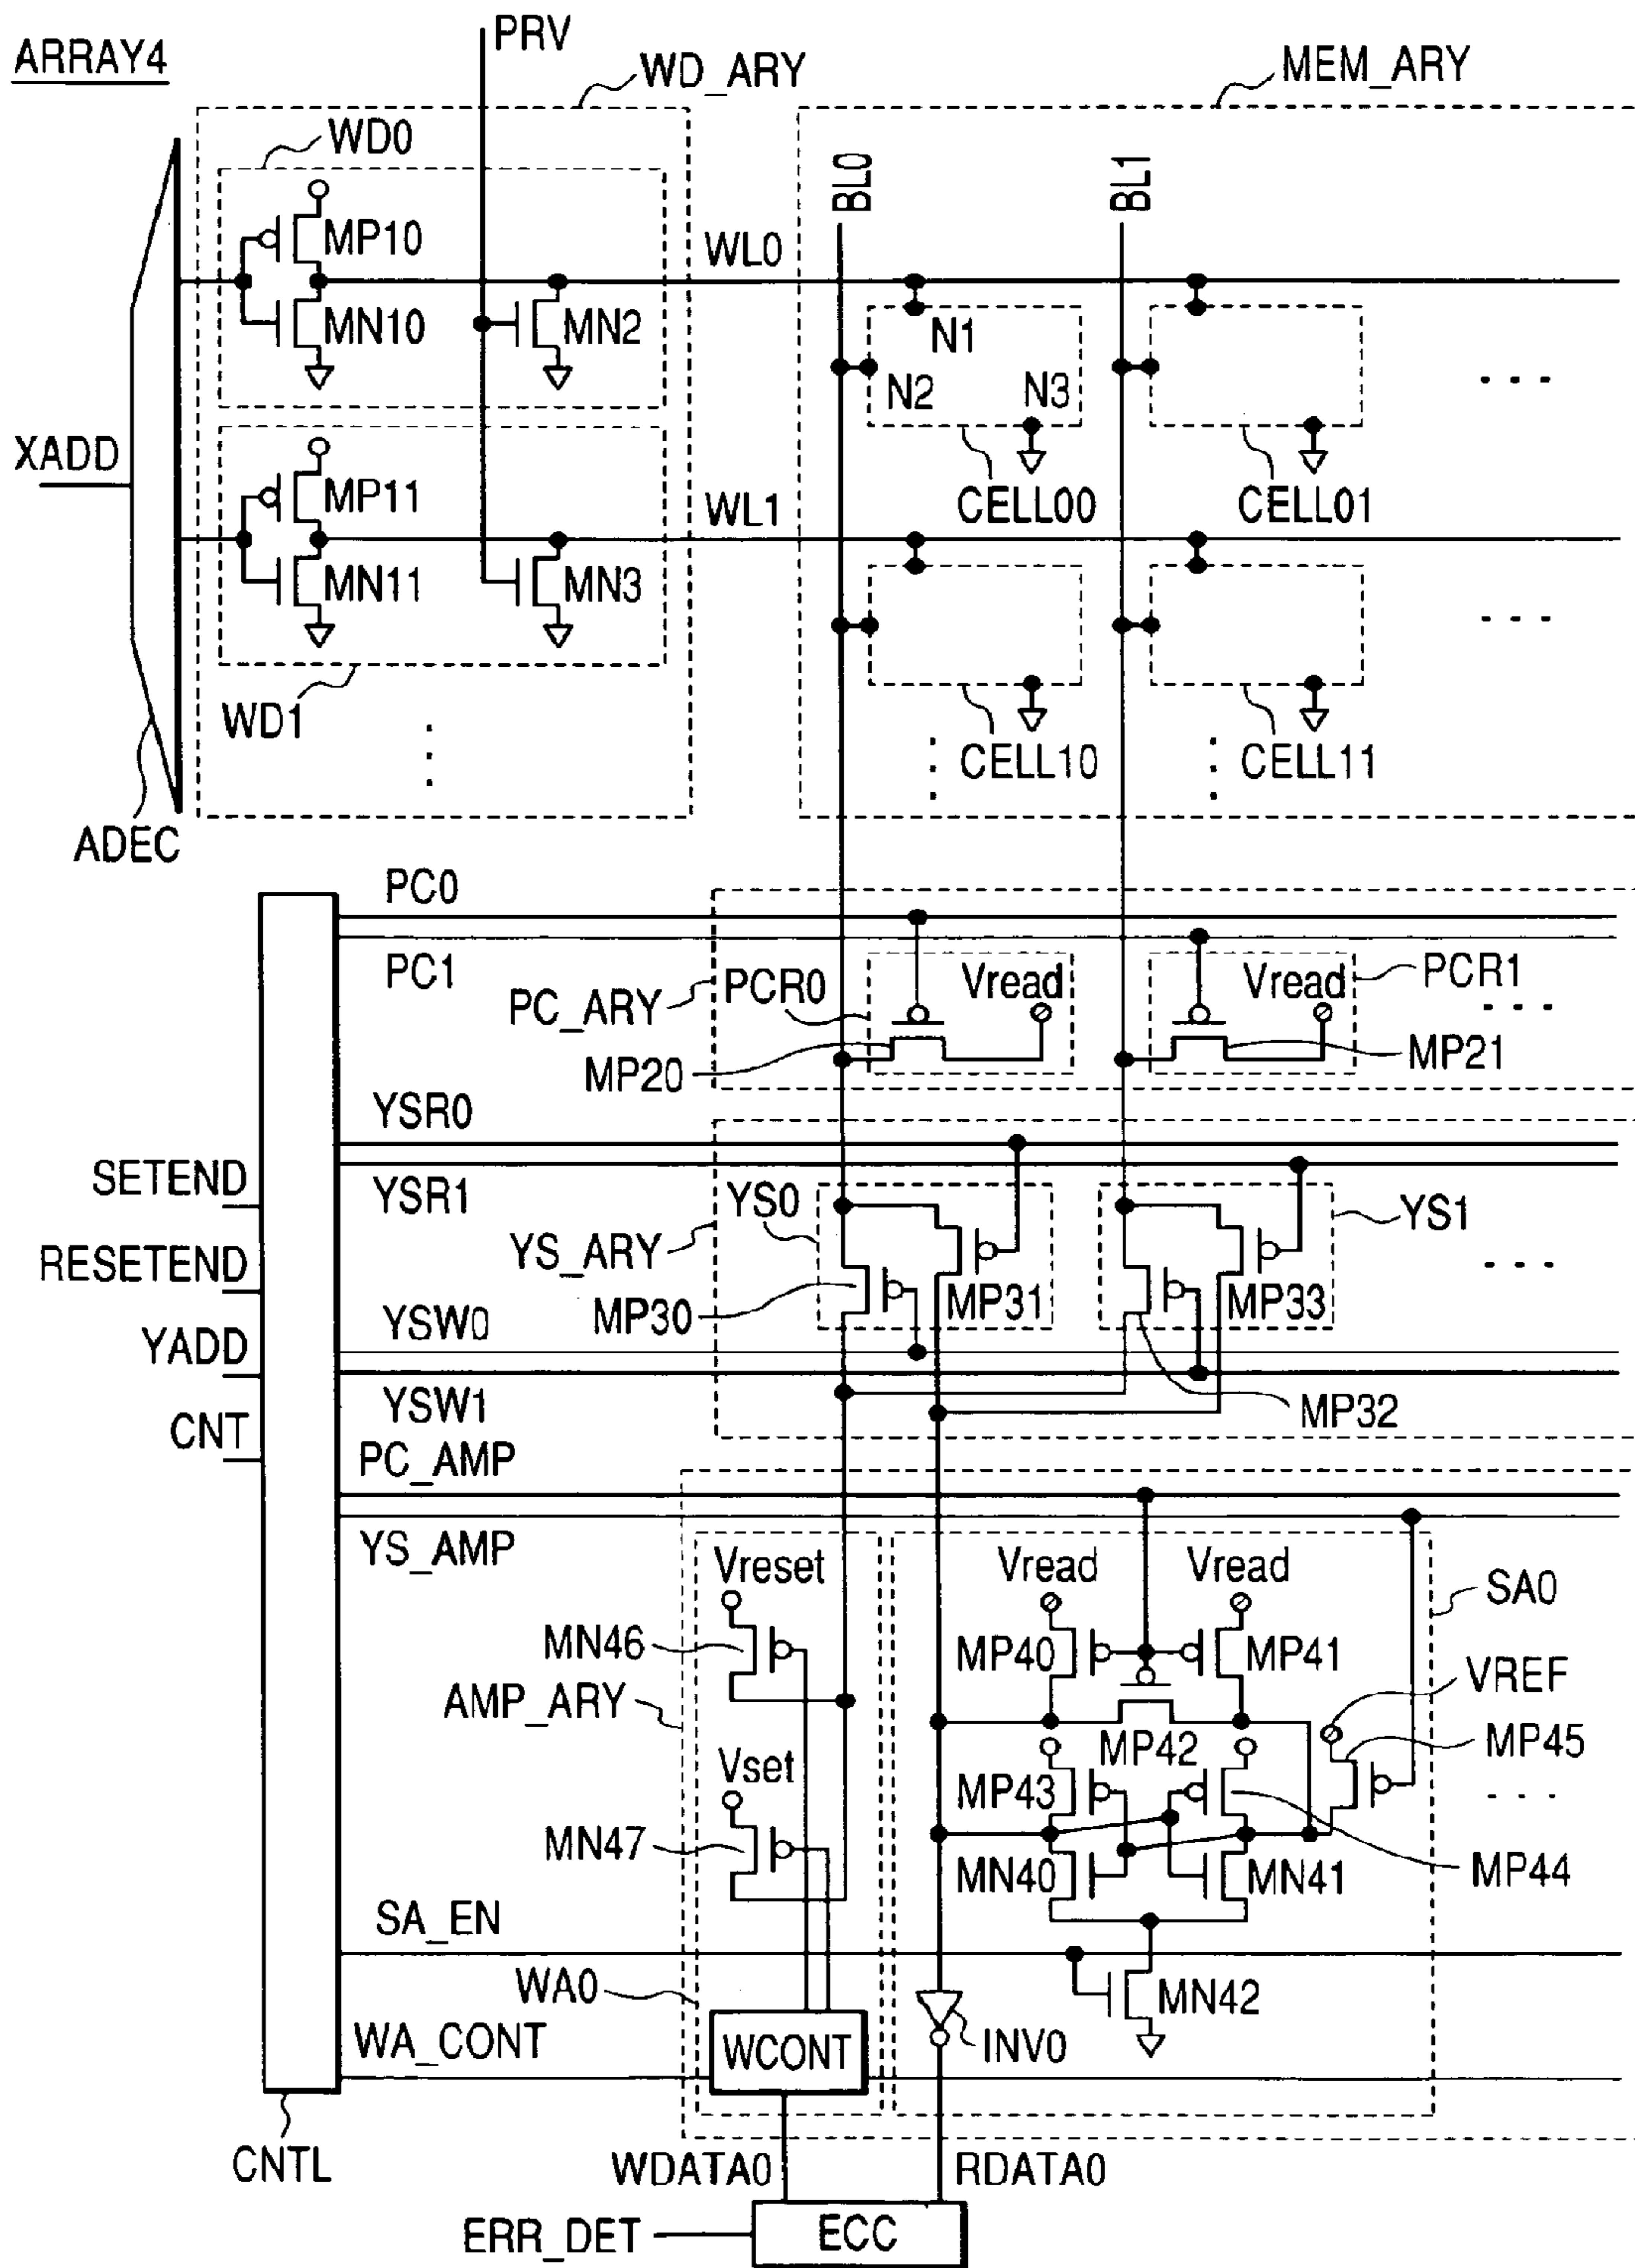 ARRAY4
PRV
WD_ARY
MEM_ARY
WD0
BL0
BL1
MP10
WL0
MN10
MN2
N1
N2
N3
. . .
XADD
MP11
WL1
CELL00
CELL01
MN11
MN3
. . .
WD1
CELL10
CELL11
ADEC
PC0
PC1
PCR0
Vread
Vread
PCR1
PC_ARY
. . .
MP20
MP21
YSR0
SETEND
YSR1
YS0
YS1
RESETEND
YS_ARY
. . .
MP30
MP31
MP33
YSW0
YADD
YSW1
MP32
CNT
PC_AMP
YS_AMP
Vreset
Vread
Vread
SA0
MN46
MP40
MP41
VREF
AMP_ARY
MP42
MP45
Vset
MP43
. . .
MN47
MN40
MN41
MP44
SA_EN
WA0
MN42
WA_CONT
WCONT
INV0
CNTL
WDATA0
RDATA0
ERR_DET
ECC